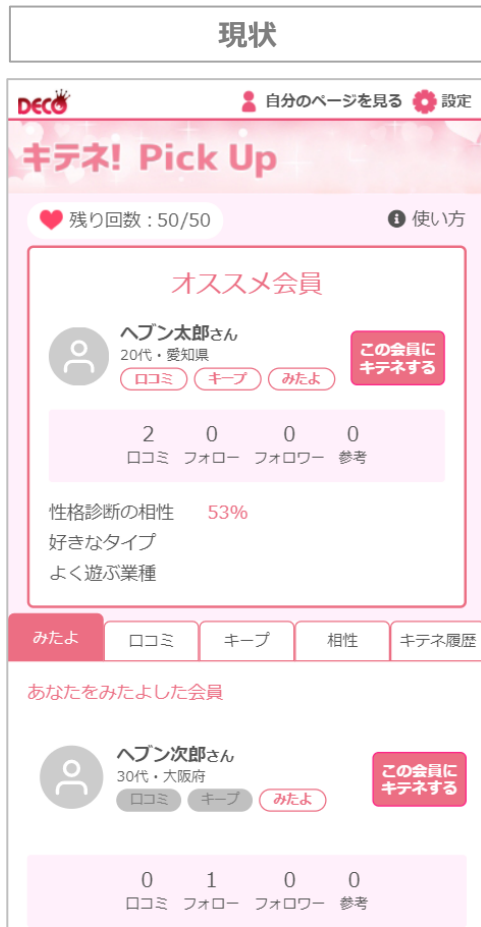 現状
DECO 自分のページを見る 設定
キテネ! Pick Up
残り回数 : 50/50 使い方
オススメ会員
ヘブン太郎さん
20代・愛知県
口コミ キープ みたよ
この会員に
キテネする
2 0 0 0
口コミ フォロー フォロワー 参考
性格診断の相性 53%
好きなタイプ
よく遊ぶ業種
みたよ 口コミ キープ 相性 キテネ履歴
あなたをみたよした会員
ヘブン次郎さん
30代・大阪府
口コミ キープ みたよ
この会員に
キテネする
0 1 0 0
口コミ フォロー フォロワー 参考